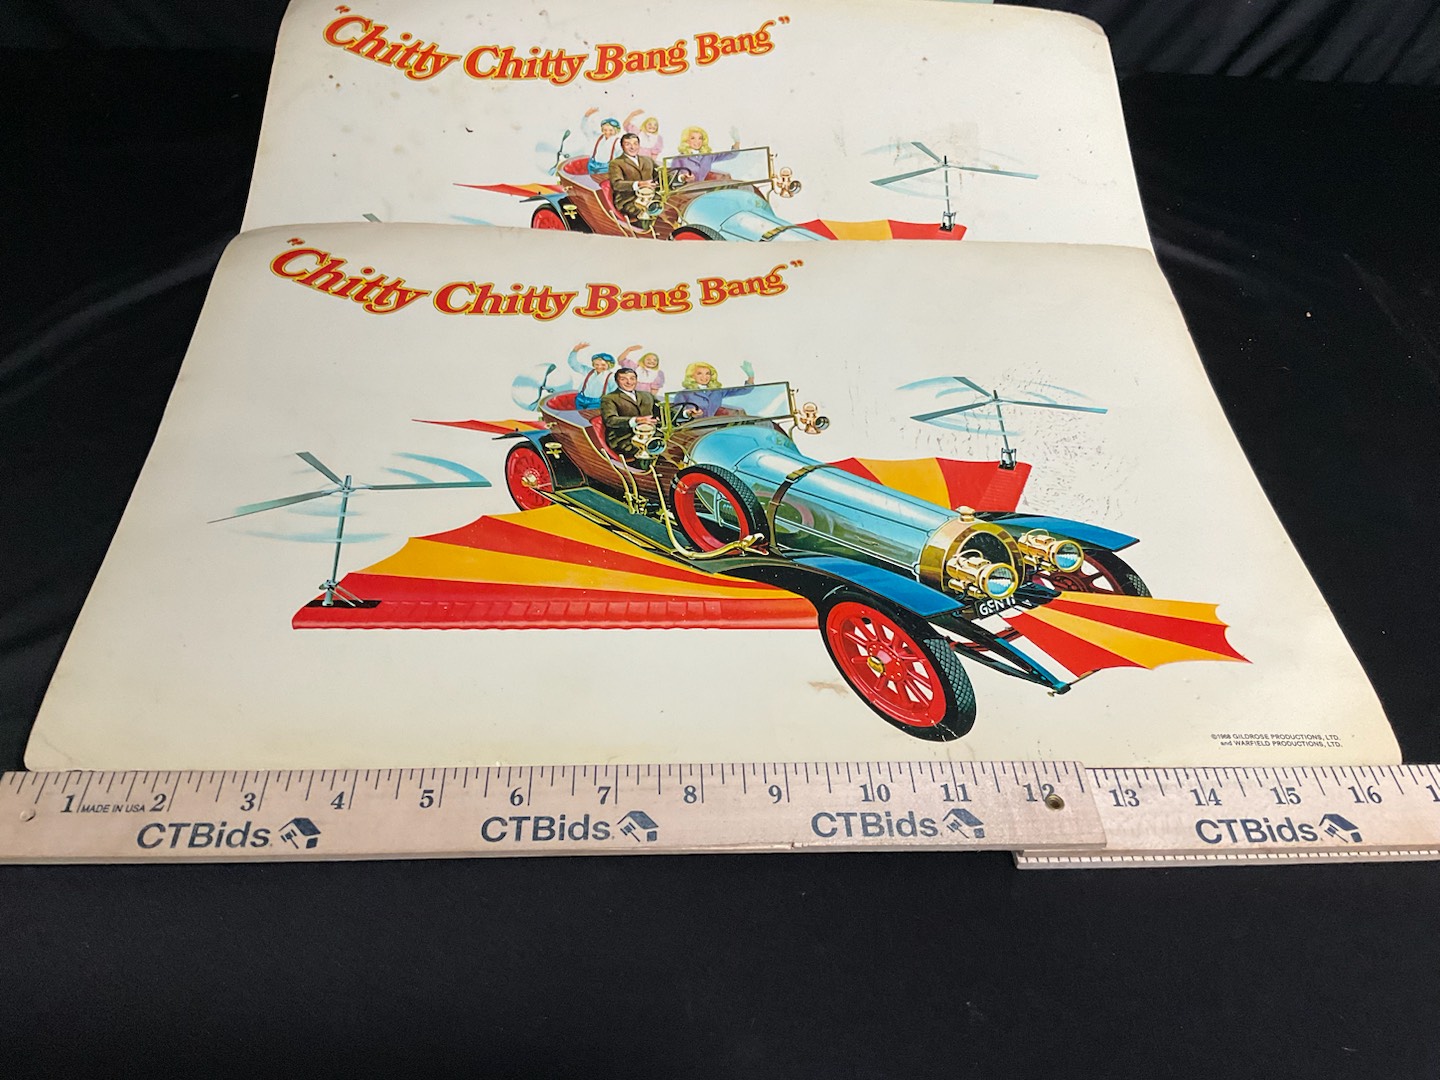 "Chitty Chitty Bang Bang"
"Chitty Chitty Bang Bang"
GEN 11
©1968 GILDROSE PRODUCTIONS, LTD.
and WARFIELD PRODUCTIONS, LTD.
1 MADE IN USA 2 3 4 5 6 7 8 9 10 11 12 13 14 15 16 1
CTBids. CTBids. CTBids. CTBids.